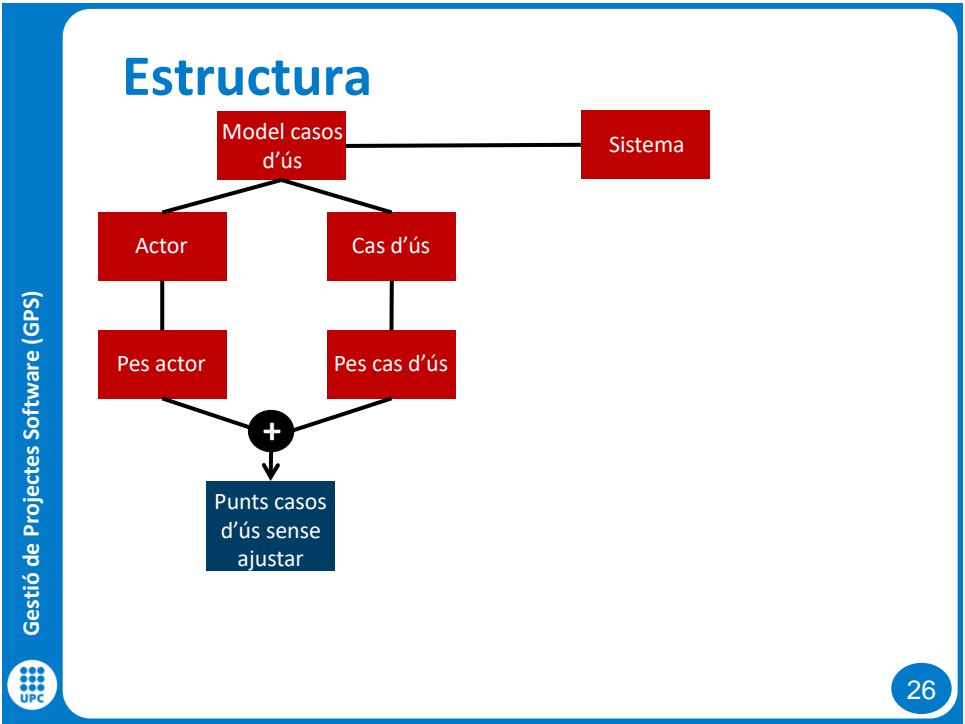 Estructura
Model casos
d’ús
Sistema
Actor
Cas d’ús
Pes actor
Pes cas d’ús
+
Punts casos
d’ús sense
ajustar
Gestió de Projectes Software (GPS)
UPC
26